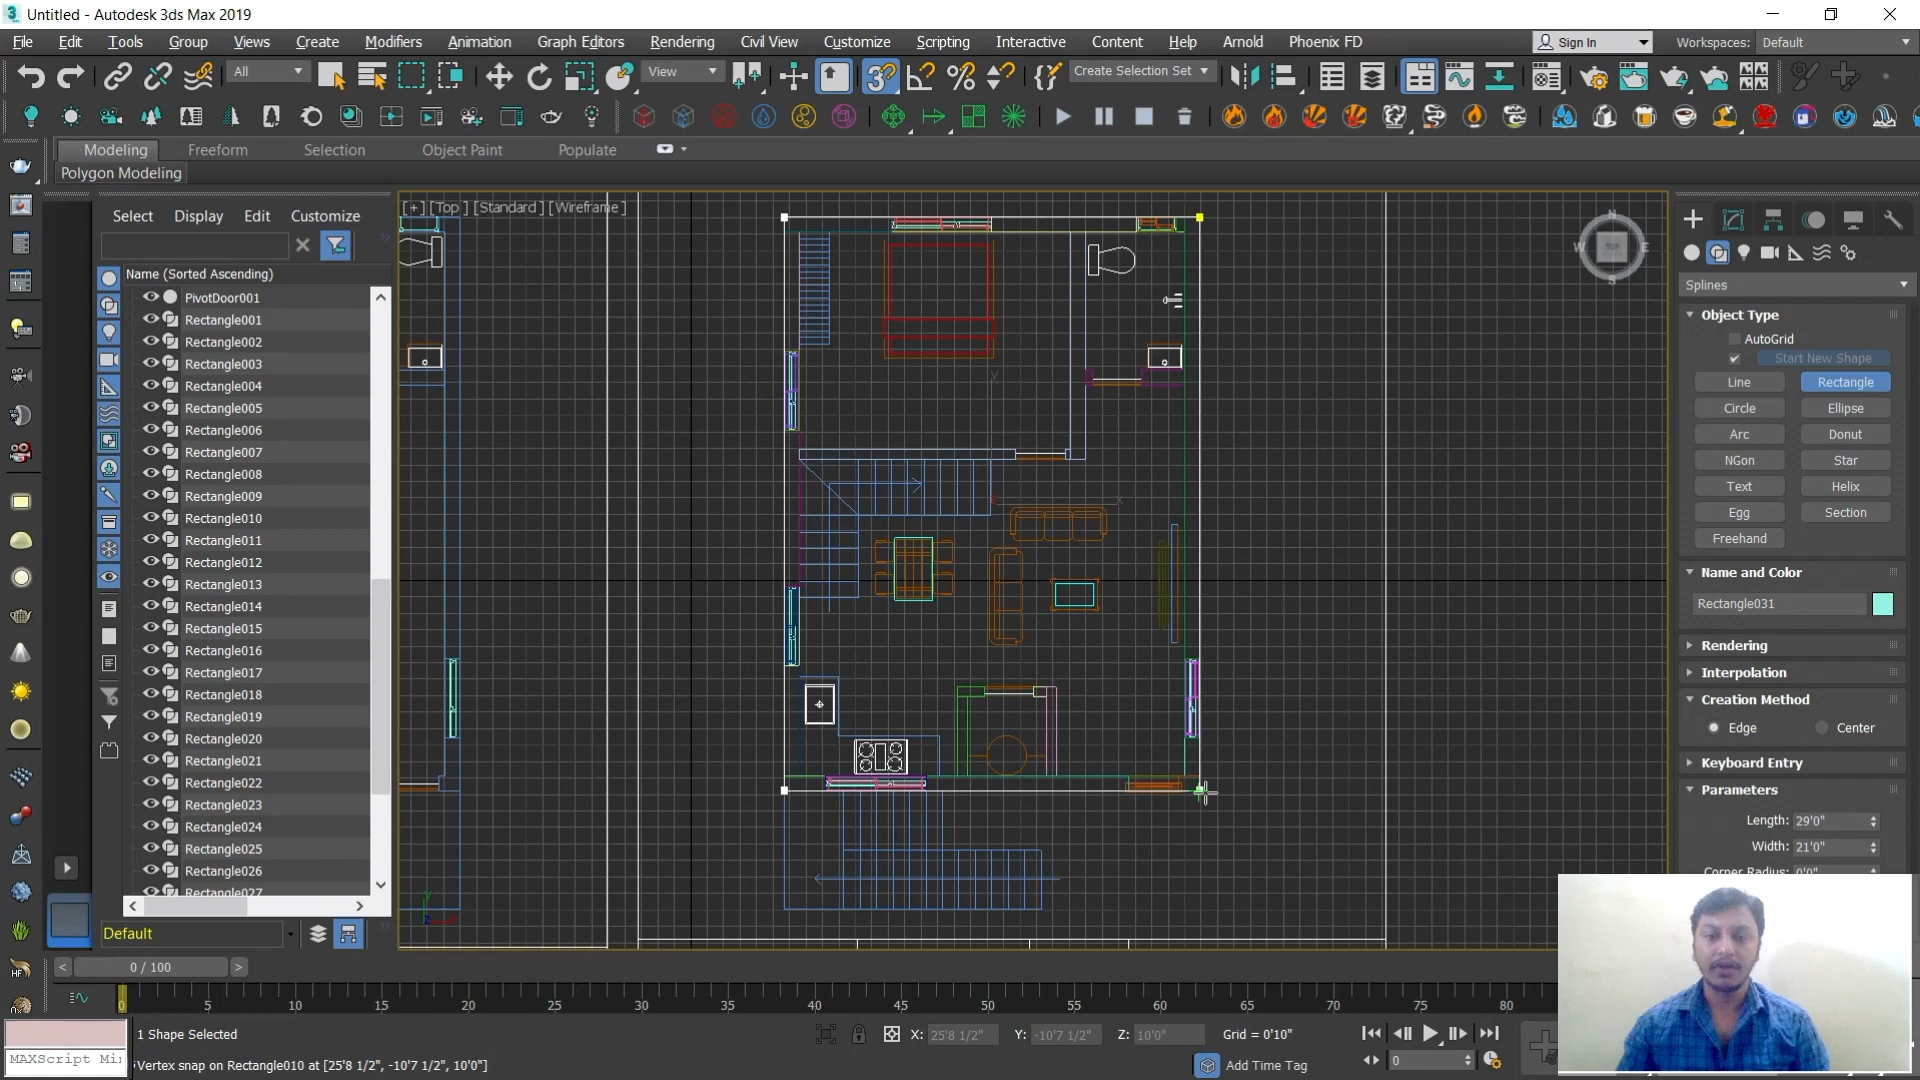 Untitled - Autodesk 3ds Max 2019
File Edit Tools Group Views Create Modifiers Animation Graph Editors Rendering Civil View Customize Scripting Interactive Content Help Arnold Phoenix FD Sign In Workspaces: Default
All View Create Selection Set
Modeling Freeform Selection Object Paint Populate
Polygon Modeling
Select Display Edit Customize
[+] [Top ] [Standard ] [Wireframe ]
Name (Sorted Ascending)
PivotDoor001
Rectangle001
Rectangle002
Rectangle003
Rectangle004
Rectangle005
Rectangle006
Rectangle007
Rectangle008
Rectangle009
Rectangle010
Rectangle011
Rectangle012
Rectangle013
Rectangle014
Rectangle015
Rectangle016
Rectangle017
Rectangle018
Rectangle019
Rectangle020
Rectangle021
Rectangle022
Rectangle023
Rectangle024
Rectangle025
Rectangle026
Rectangle027
Default
N
W TOP E
S
Splines
Object Type
AutoGrid
Start New Shape
Line Rectangle
Circle Ellipse
Arc Donut
NGon Star
Text Helix
Egg Section
Freehand
Name and Color
Rectangle031
Rendering
Interpolation
Creation Method
Edge Center
Keyboard Entry
Parameters
Length: 29'0"
Width: 21'0"
Corner Radius: 0'0"
< 0 / 100 >
0 5 10 15 20 25 30 35 40 45 50 55 60 65 70 75 80
1 Shape Selected
X: 25'8 1/2" Y: -10'7 1/2" Z: 10'0" Grid = 0'10"
MAXScript Mi
Vertex snap on Rectangle010 at [25'8 1/2", -10'7 1/2", 10'0"]
Add Time Tag
0